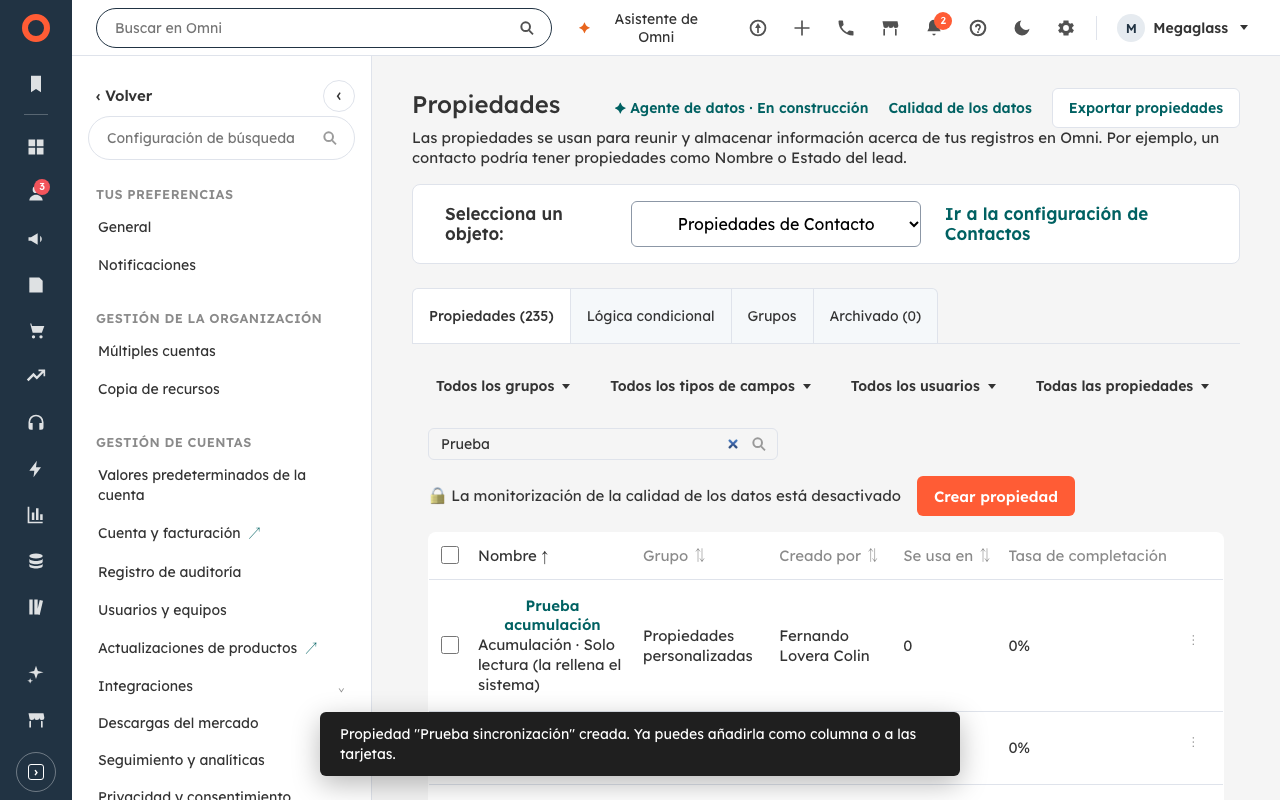 Buscar en Omni
Asistente de
Omni
2
M
Megaglass
3
‹ Volver
‹
Configuración de búsqueda
TUS PREFERENCIAS
General
Notificaciones
GESTIÓN DE LA ORGANIZACIÓN
Múltiples cuentas
Copia de recursos
GESTIÓN DE CUENTAS
Valores predeterminados de la
cuenta
Cuenta y facturación
Registro de auditoría
Usuarios y equipos
Actualizaciones de productos
Integraciones
Descargas del mercado
Seguimiento y analíticas
Privacidad y consentimiento
Propiedades
Agente de datos · En construcción
Calidad de los datos
Exportar propiedades
Las propiedades se usan para reunir y almacenar información acerca de tus registros en Omni. Por ejemplo, un
contacto podría tener propiedades como Nombre o Estado del lead.
Selecciona un
objeto:
Propiedades de Contacto
Ir a la configuración de
Contactos
Propiedades (235)
Lógica condicional
Grupos
Archivado (0)
Todos los grupos
Todos los tipos de campos
Todos los usuarios
Todas las propiedades
Prueba
La monitorización de la calidad de los datos está desactivado
Crear propiedad
Nombre ↑
Grupo
Creado por
Se usa en
Tasa de completación
Prueba
acumulación
Acumulación · Solo
lectura (la rellena el
sistema)
Propiedades
personalizadas
Fernando
Lovera Colin
0
0%
0%
Propiedad "Prueba sincronización" creada. Ya puedes añadirla como columna o a las
tarjetas.